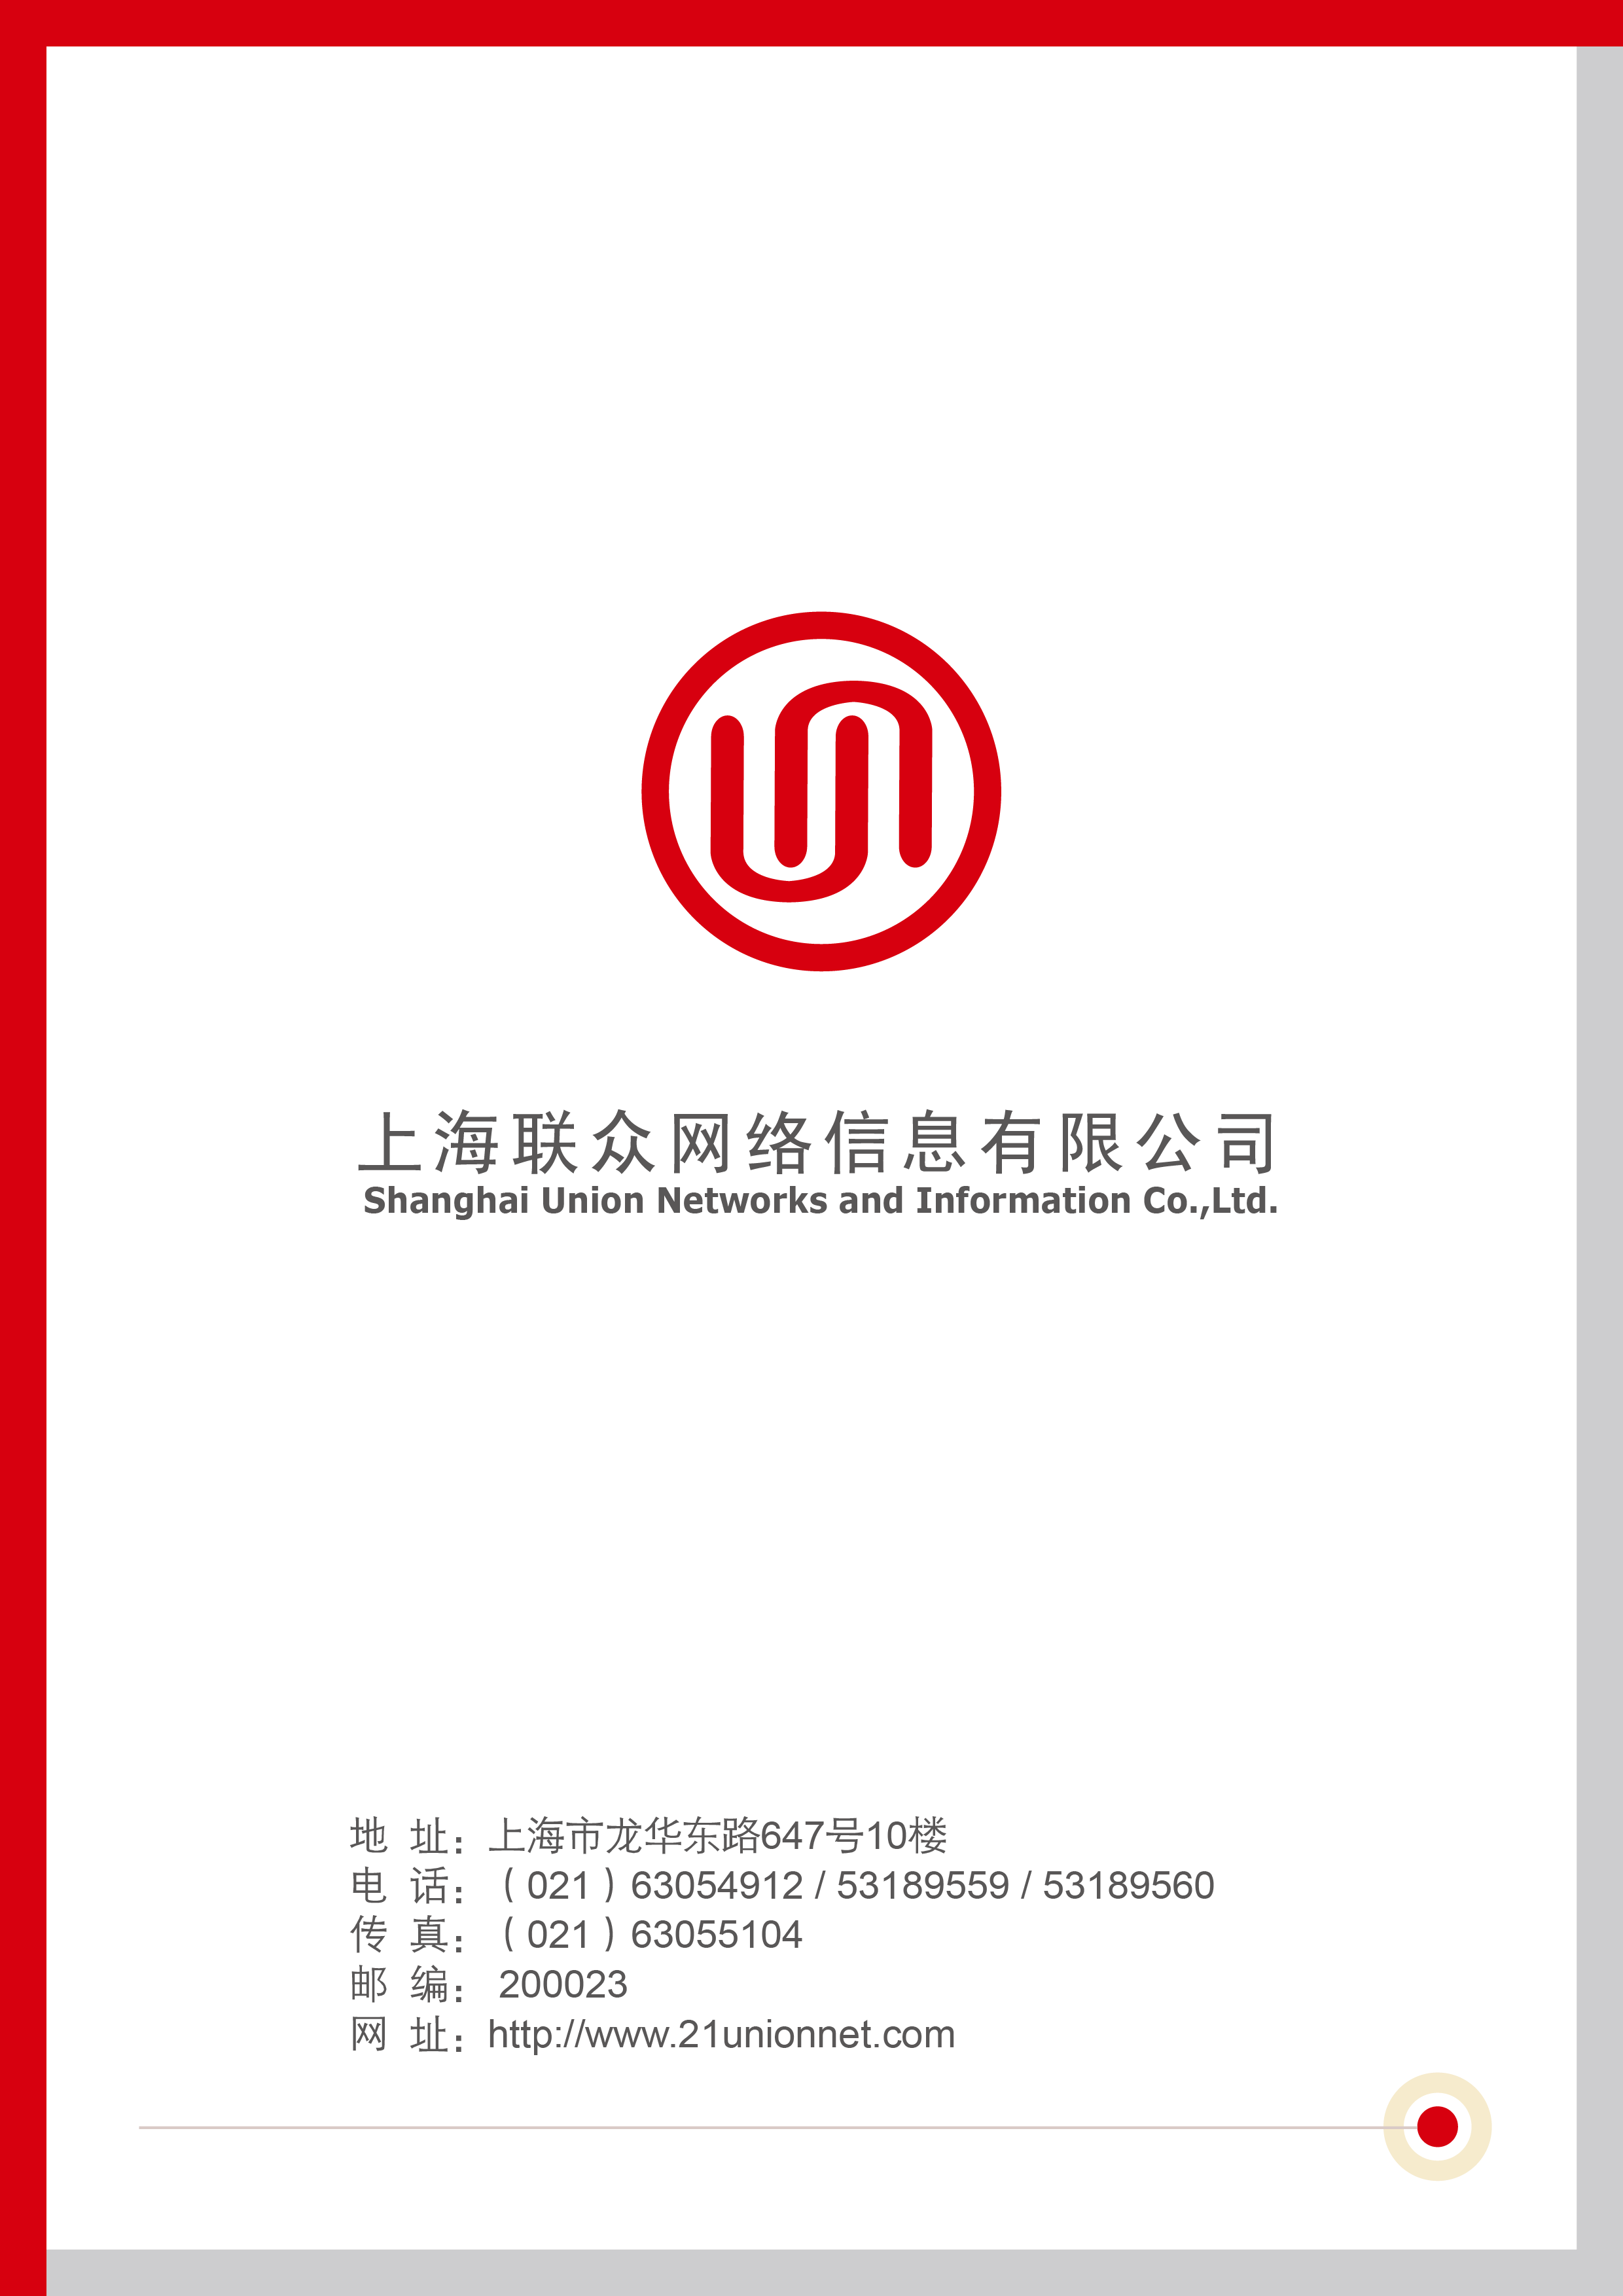 上海联众网络信息有限公司
Shanghai Union Networks and Information Co.,Ltd.
地 址：上海市龙华东路647号10楼
电 话：（021）63054912 / 53189559 / 53189560
传 真：（021）63055104
邮 编：200023
网 址：http://www.21unionnet.com